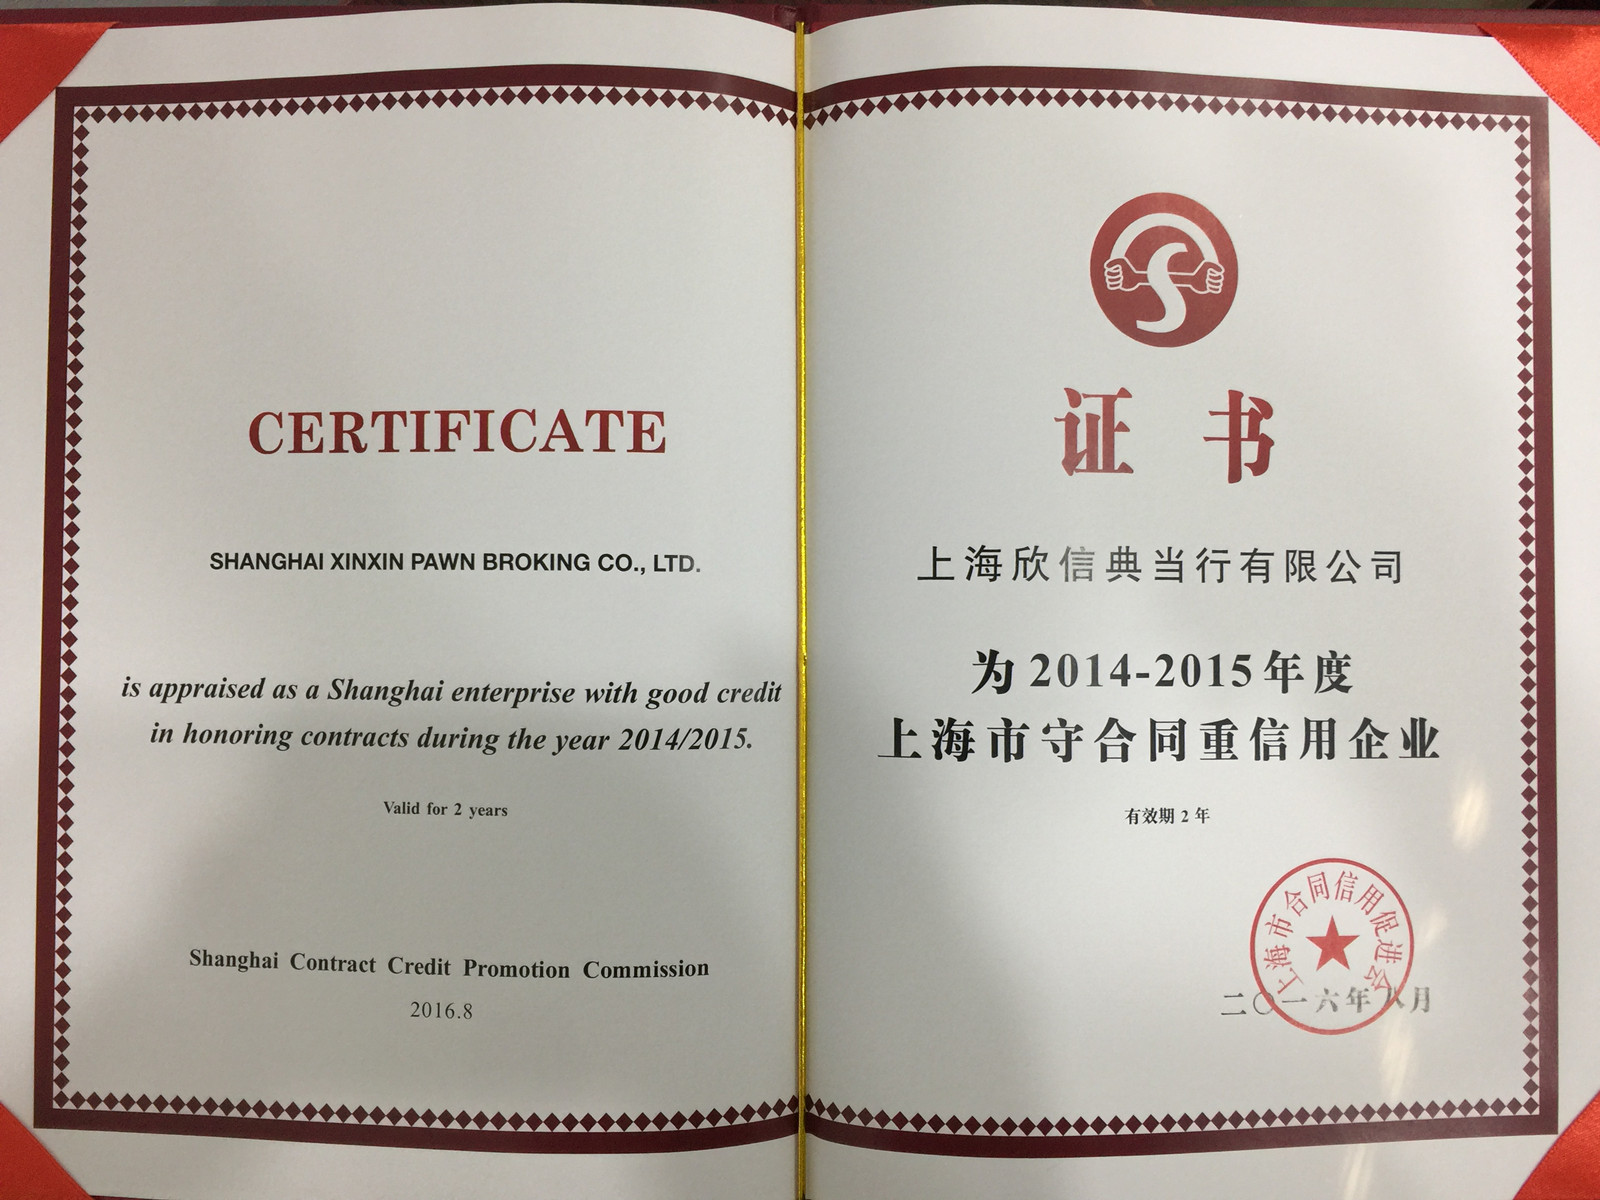 CERTIFICATE
SHANGHAI XINXIN PAWN BROKING CO., LTD.
is appraised as a Shanghai enterprise with good credit
in honoring contracts during the year 2014/2015.
Valid for 2 years
Shanghai Contract Credit Promotion Commission
2016.8
证书
上海欣信典当行有限公司
为2014-2015年度
上海市守合同重信用企业
有效期2年
上海市合同信用促进会
二〇一六年八月